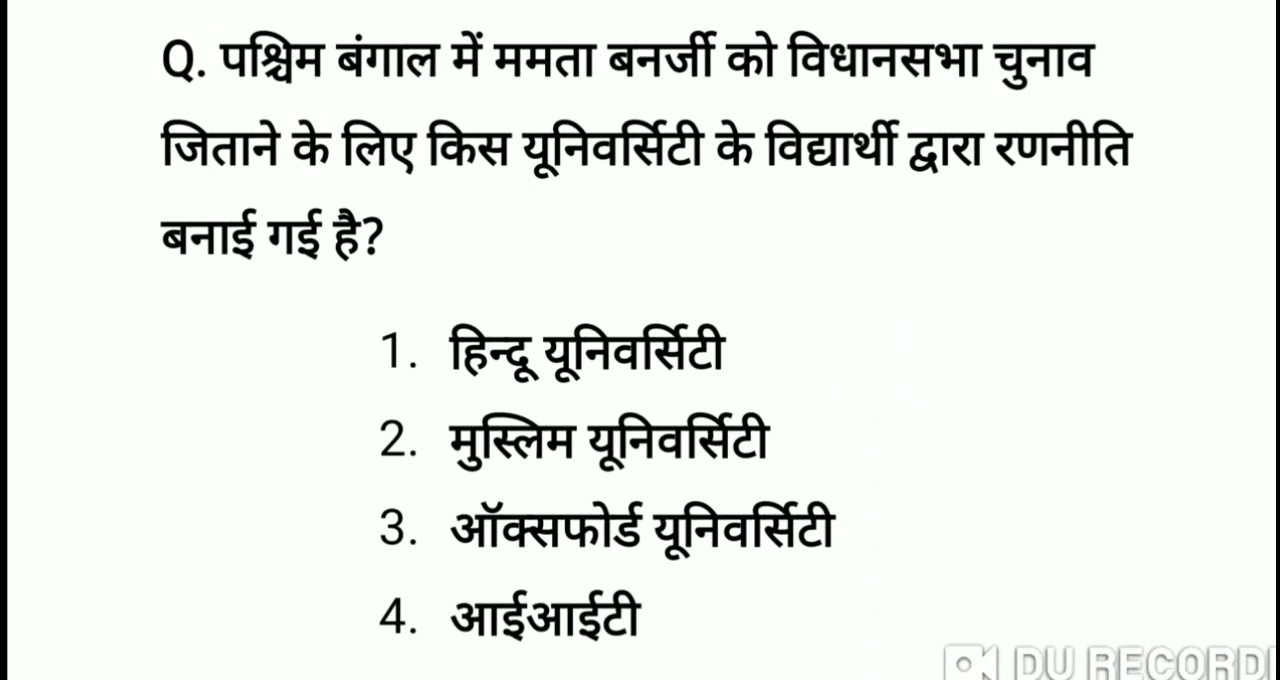 Q. पश्चिम बंगाल में ममता बनर्जी को विधानसभा चुनाव
जिताने के लिए किस यूनिवर्सिटी के विद्यार्थी द्वारा रणनीति
बनाई गई है?
1. हिन्दू यूनिवर्सिटी
2. मुस्लिम यूनिवर्सिटी
3. ऑक्सफोर्ड यूनिवर्सिटी
4. आईआईटी
DU RECORD